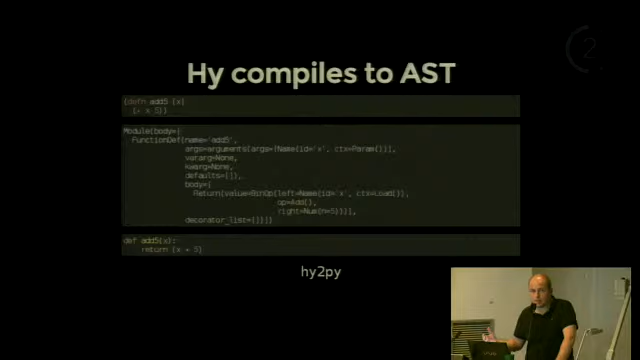 Hy compiles to AST
(defn add5 [x]
(+ x 5))
Module(body=[
FunctionDef(name='add5',
args=arguments(args=[Name(id='x', ctx=Param())],
vararg=None,
kwarg=None,
defaults=[]),
body=[
Return(value=BinOp(left=Name(id='x', ctx=Load()),
op=Add(),
right=Num(n=5)))],
decorator_list=[])])
def add5(x):
return (x + 5)
hy2py
2